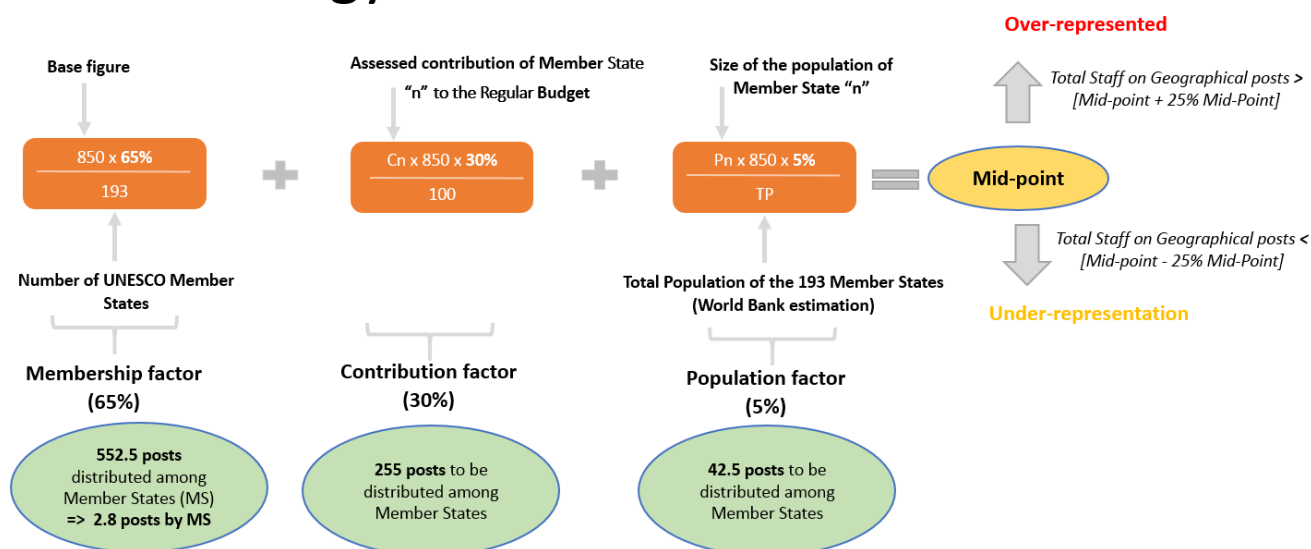 Over-represented
Base figure
Assessed contribution of Member State
"n" to the Regular Budget
Size of the population of
Member State "n"
Total Staff on Geographical posts >
[Mid-point + 25% Mid-Point]
850 x 65%
193
Cn x 850 x 30%
100
Pn x 850 x 5%
TP
Mid-point
Total Staff on Geographical posts <
[Mid-point - 25% Mid-Point]
Under-representation
Number of UNESCO Member
States
Total Population of the 193 Member States
(World Bank estimation)
Membership factor
(65%)
Contribution factor
(30%)
Population factor
(5%)
552.5 posts
distributed among
Member States (MS)
=> 2.8 posts by MS
255 posts to be
distributed among
Member States
42.5 posts to be
distributed among
Member States